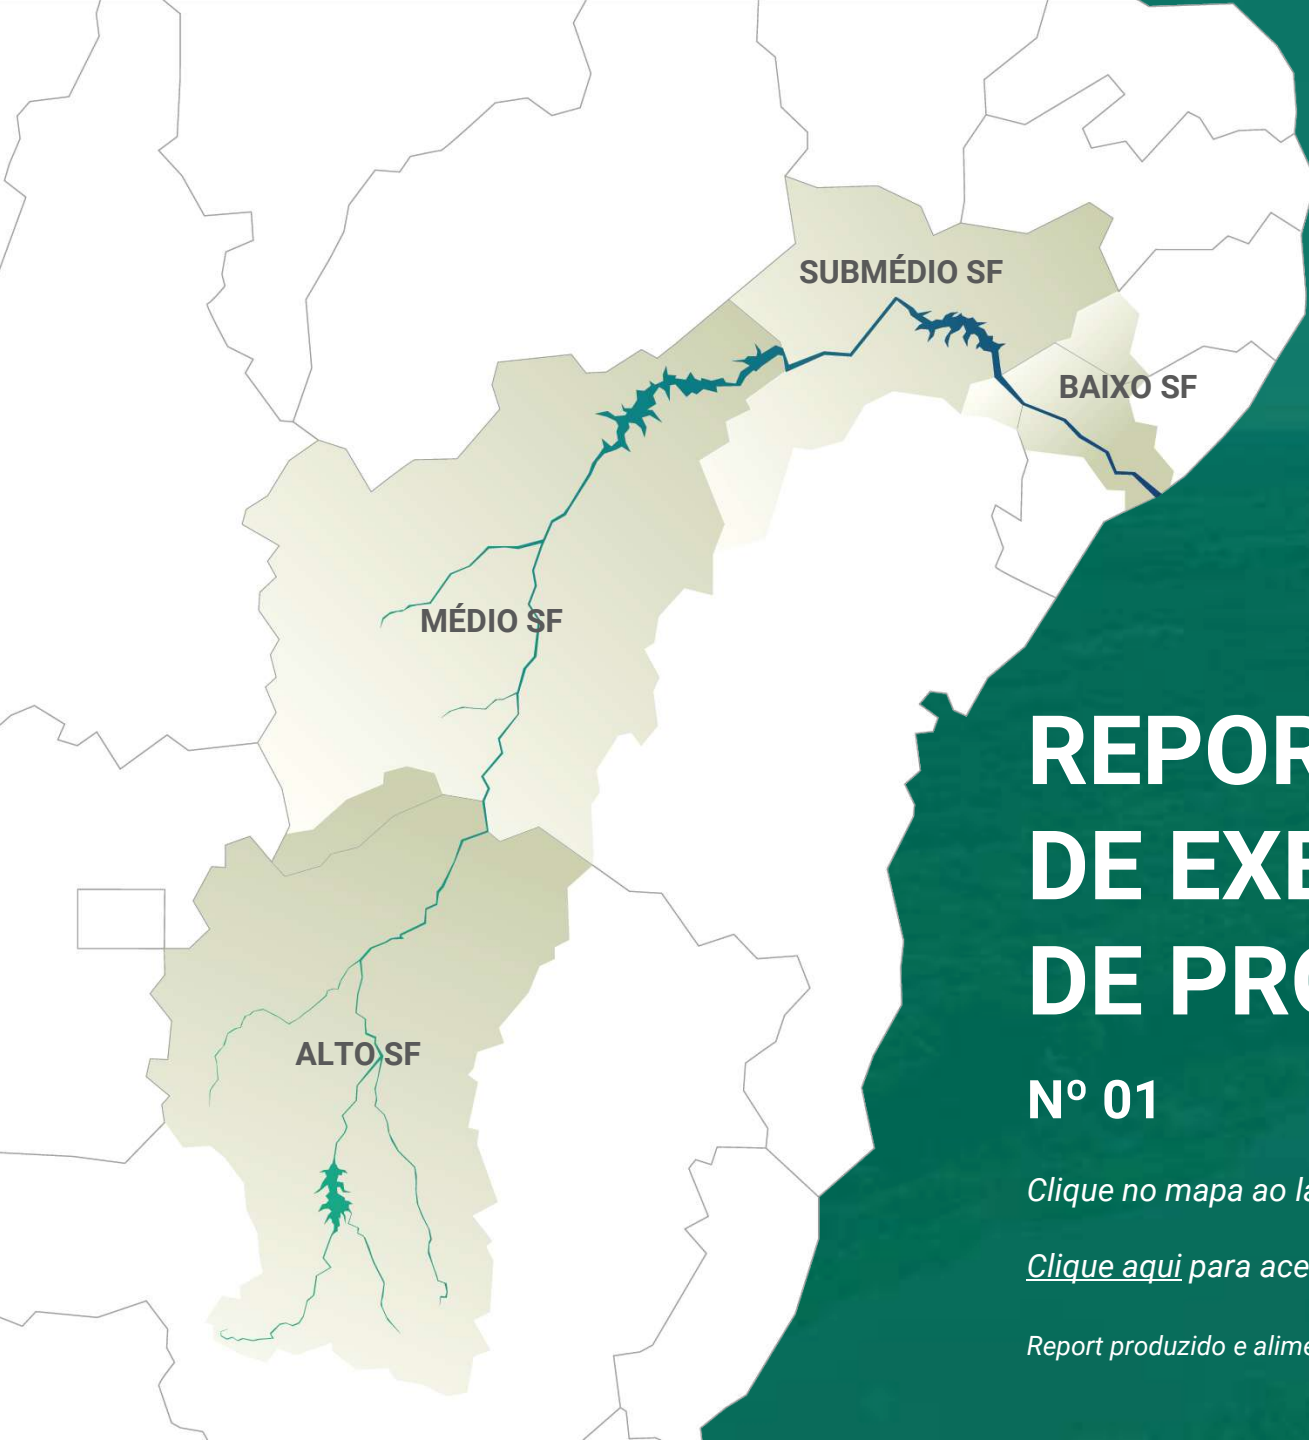 SUBMÉDIO SF
BAIXO SF
MÉDIO SF
ALTO SF
REPOR
DE EXE
DE PRO
Nº 01
Clique no mapa ao la
Clique aqui para ace
Report produzido e alime